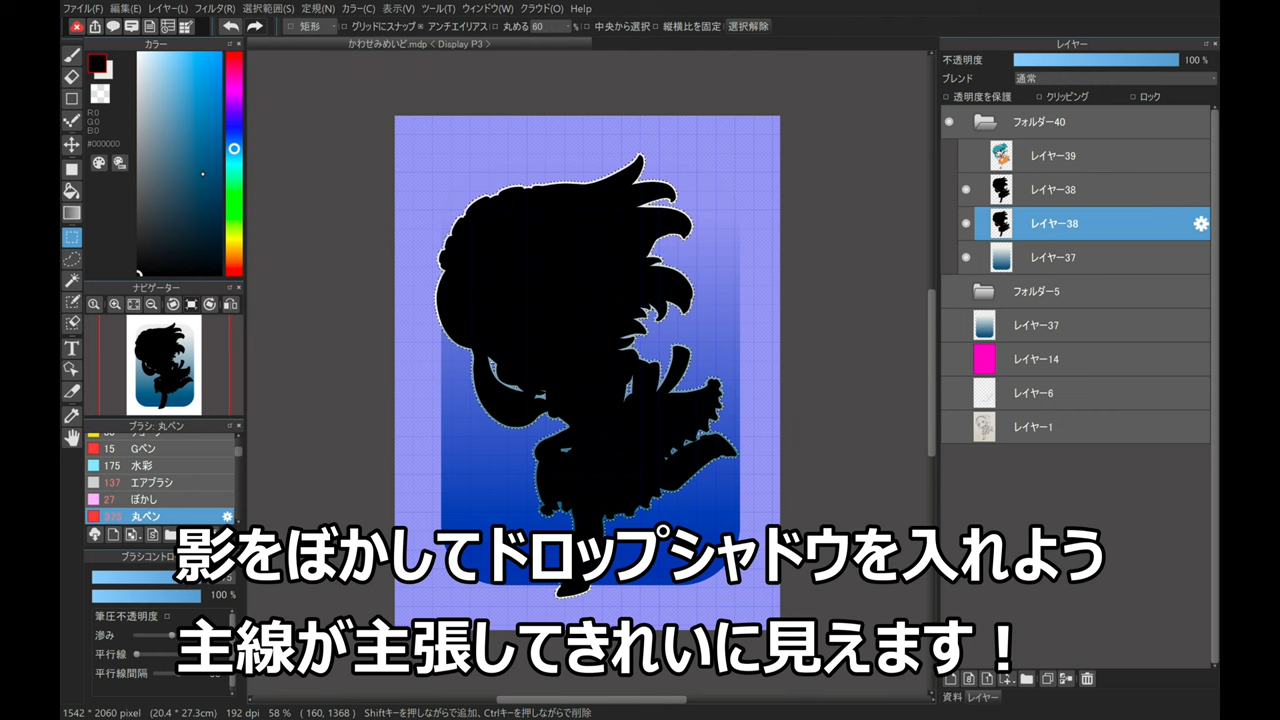 ファイル(F) 編集(E) レイヤー(L) フィルタ(R) 選択範囲(S) 定規(N) カラー(C) 表示(V) ツール(T) ウィンドウ(W) クラウド(O) Help
矩形 グリッドにスナップ アンチエイリアス 丸める 60 % 中央から選択 縦横比を固定 選択解除
カラー
かわせみめいど.mdp < Display P3 >
レイヤー
不透明度 100 %
ブレンド 通常
透明度を保護 クリッピング ロック
R:0
G:0
B:0
#000000
フォルダー40
レイヤー39
レイヤー38
レイヤー38
レイヤー37
フォルダー5
レイヤー37
レイヤー14
レイヤー6
レイヤー1
ナビゲーター
ブラシ: 丸ペン
15 Gペン
175 水彩
137 エアブラシ
27 ぼかし
375 丸ペン
ブラシコントロ
100 %
筆圧不透明度
滲み
平行線
平行線間隔
影をぼかしてドロップシャドウを入れよう
主線が主張してきれいに見えます！
資料 レイヤー
1542 * 2060 pixel (20.4 * 27.3cm) 192 dpi 58 % ( 160, 1368 ) Shiftキーを押しながらで追加、Ctrlキーを押しながらで削除